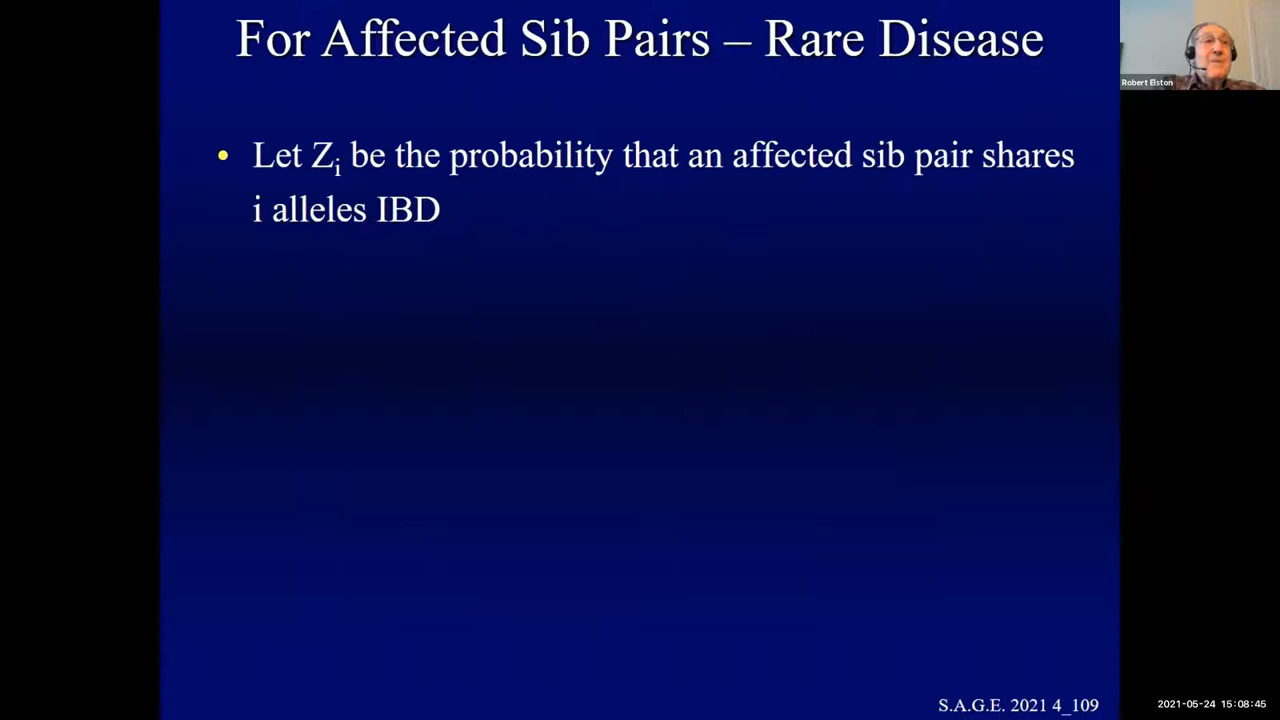 For Affected Sib Pairs – Rare Disease
Robert Elston
• Let Zi be the probability that an affected sib pair shares
i alleles IBD
S.A.G.E. 2021 4_109
2021-05-24 15:08:45